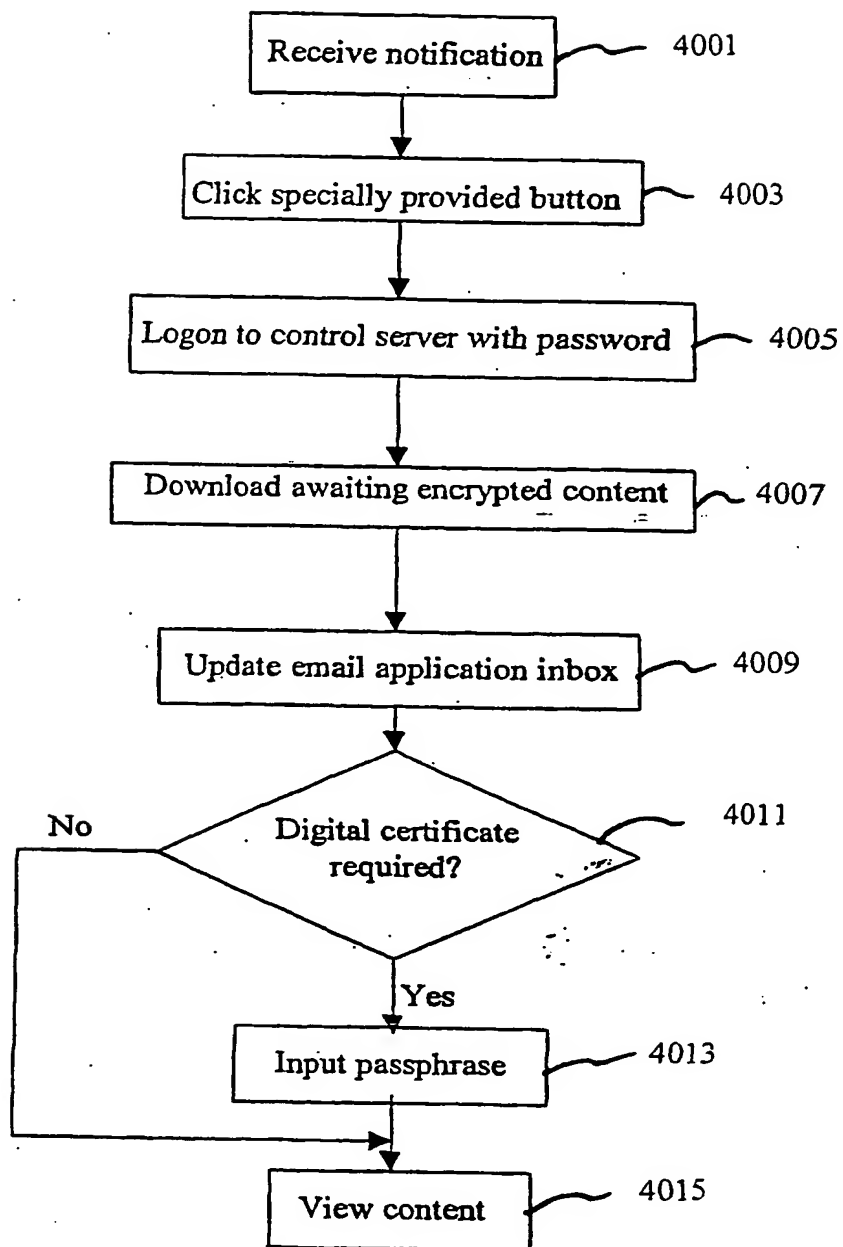 Receive notification
4001
Click specially provided button
4003
Logon to control server with password
4005
Download awaiting encrypted content
4007
Update email application inbox
4009
No
Digital certificate
required?
4011
Yes
Input passphrase
4013
View content
4015